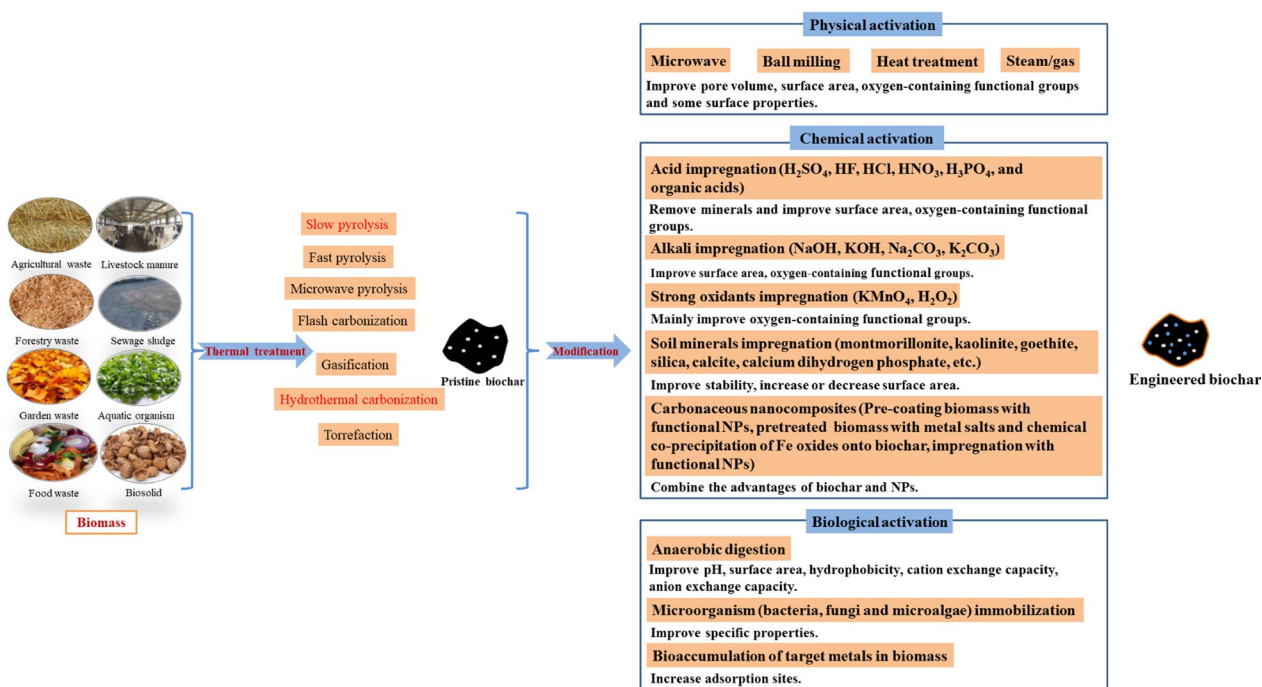 Agricultural waste
Livestock manure
Forestry waste
Sewage sludge
Garden waste
Aquatic organism
Food waste
Biosolid
Biomass
Thermal treatment
Slow pyrolysis
Fast pyrolysis
Microwave pyrolysis
Flash carbonization
Gasification
Hydrothermal carbonization
Torrefaction
Pristine biochar
Modification
Physical activation
Microwave
Ball milling
Heat treatment
Steam/gas
Improve pore volume, surface area, oxygen-containing functional groups
and some surface properties.
Chemical activation
Acid impregnation (H₂SO₄, HF, HCl, HNO₃, H₃PO₄, and
organic acids)
Remove minerals and improve surface area, oxygen-containing functional
groups.
Alkali impregnation (NaOH, KOH, Na₂CO₃, K₂CO₃)
Improve surface area, oxygen-containing functional groups.
Strong oxidants impregnation (KMnO₄, H₂O₂)
Mainly improve oxygen-containing functional groups.
Soil minerals impregnation (montmorillonite, kaolinite, goethite,
silica, calcite, calcium dihydrogen phosphate, etc.)
Improve stability, increase or decrease surface area.
Carbonaceous nanocomposites (Pre-coating biomass with
functional NPs, pretreated biomass with metal salts and chemical
co-precipitation of Fe oxides onto biochar, impregnation with
functional NPs)
Combine the advantages of biochar and NPs.
Biological activation
Anaerobic digestion
Improve pH, surface area, hydrophobicity, cation exchange capacity,
anion exchange capacity.
Microorganism (bacteria, fungi and microalgae) immobilization
Improve specific properties.
Bioaccumulation of target metals in biomass
Increase adsorption sites.
Engineered biochar